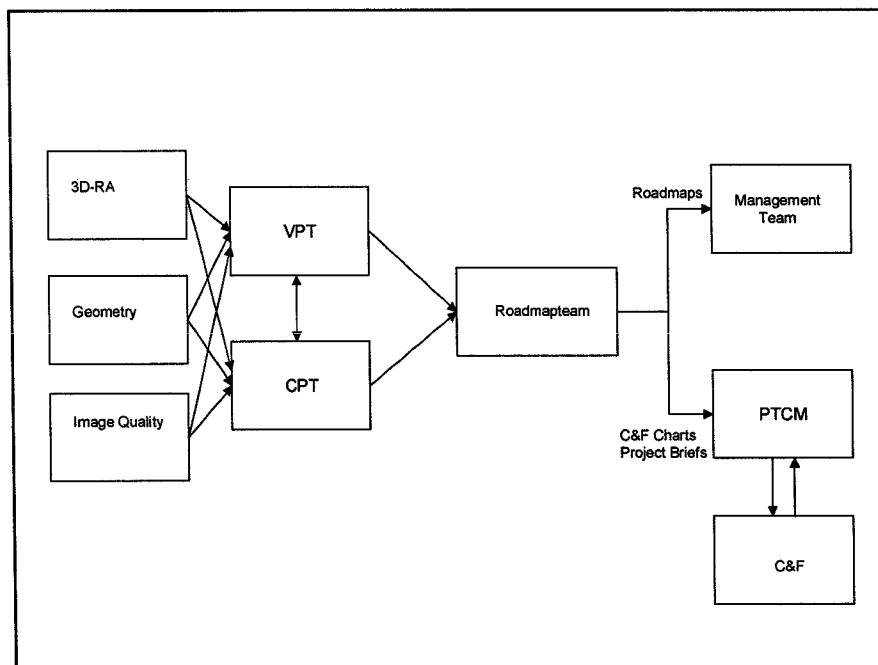 3D-RA
VPT
Roadmaps
Management
Team
Geometry
Roadmapteam
CPT
Image Quality
PTCM
C&F Charts
Project Briefs
C&F